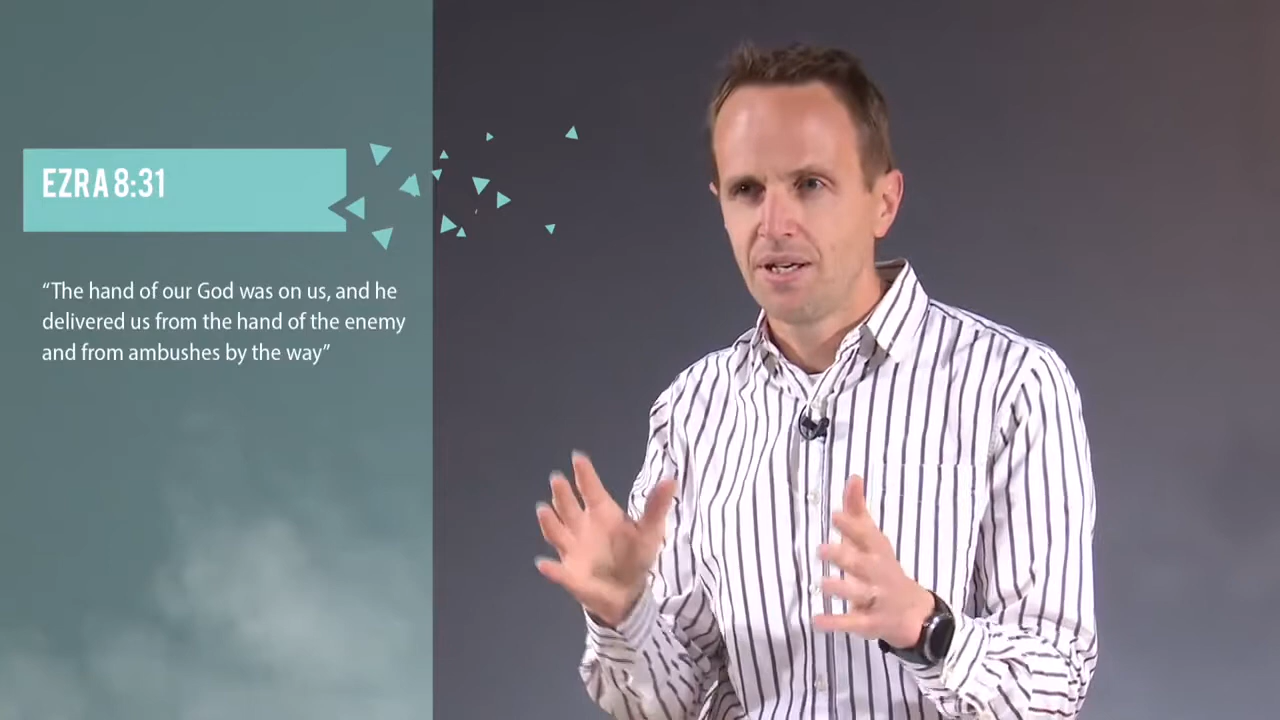 EZRA 8:31
“The hand of our God was on us, and he
delivered us from the hand of the enemy
and from ambushes by the way”